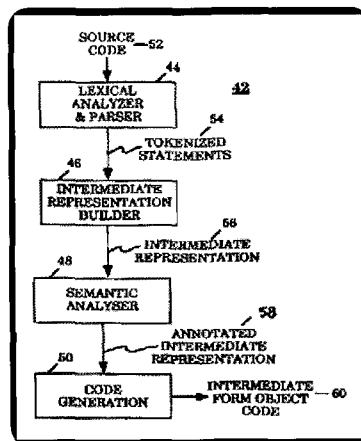 SOURCE
CODE 52
44
LEXICAL
ANALYZER
& PARSER
42
54
TOKENIZED
STATEMENTS
46
INTERMEDIATE
REPRESENTATION
BUILDER
56
INTERMEDIATE
REPRESENTATION
48
SEMANTIC
ANALYSER
58
ANNOTATED
INTERMEDIATE
REPRESENTATION
50
CODE
GENERATION
INTERMEDIATE
FORM OBJECT 60
CODE